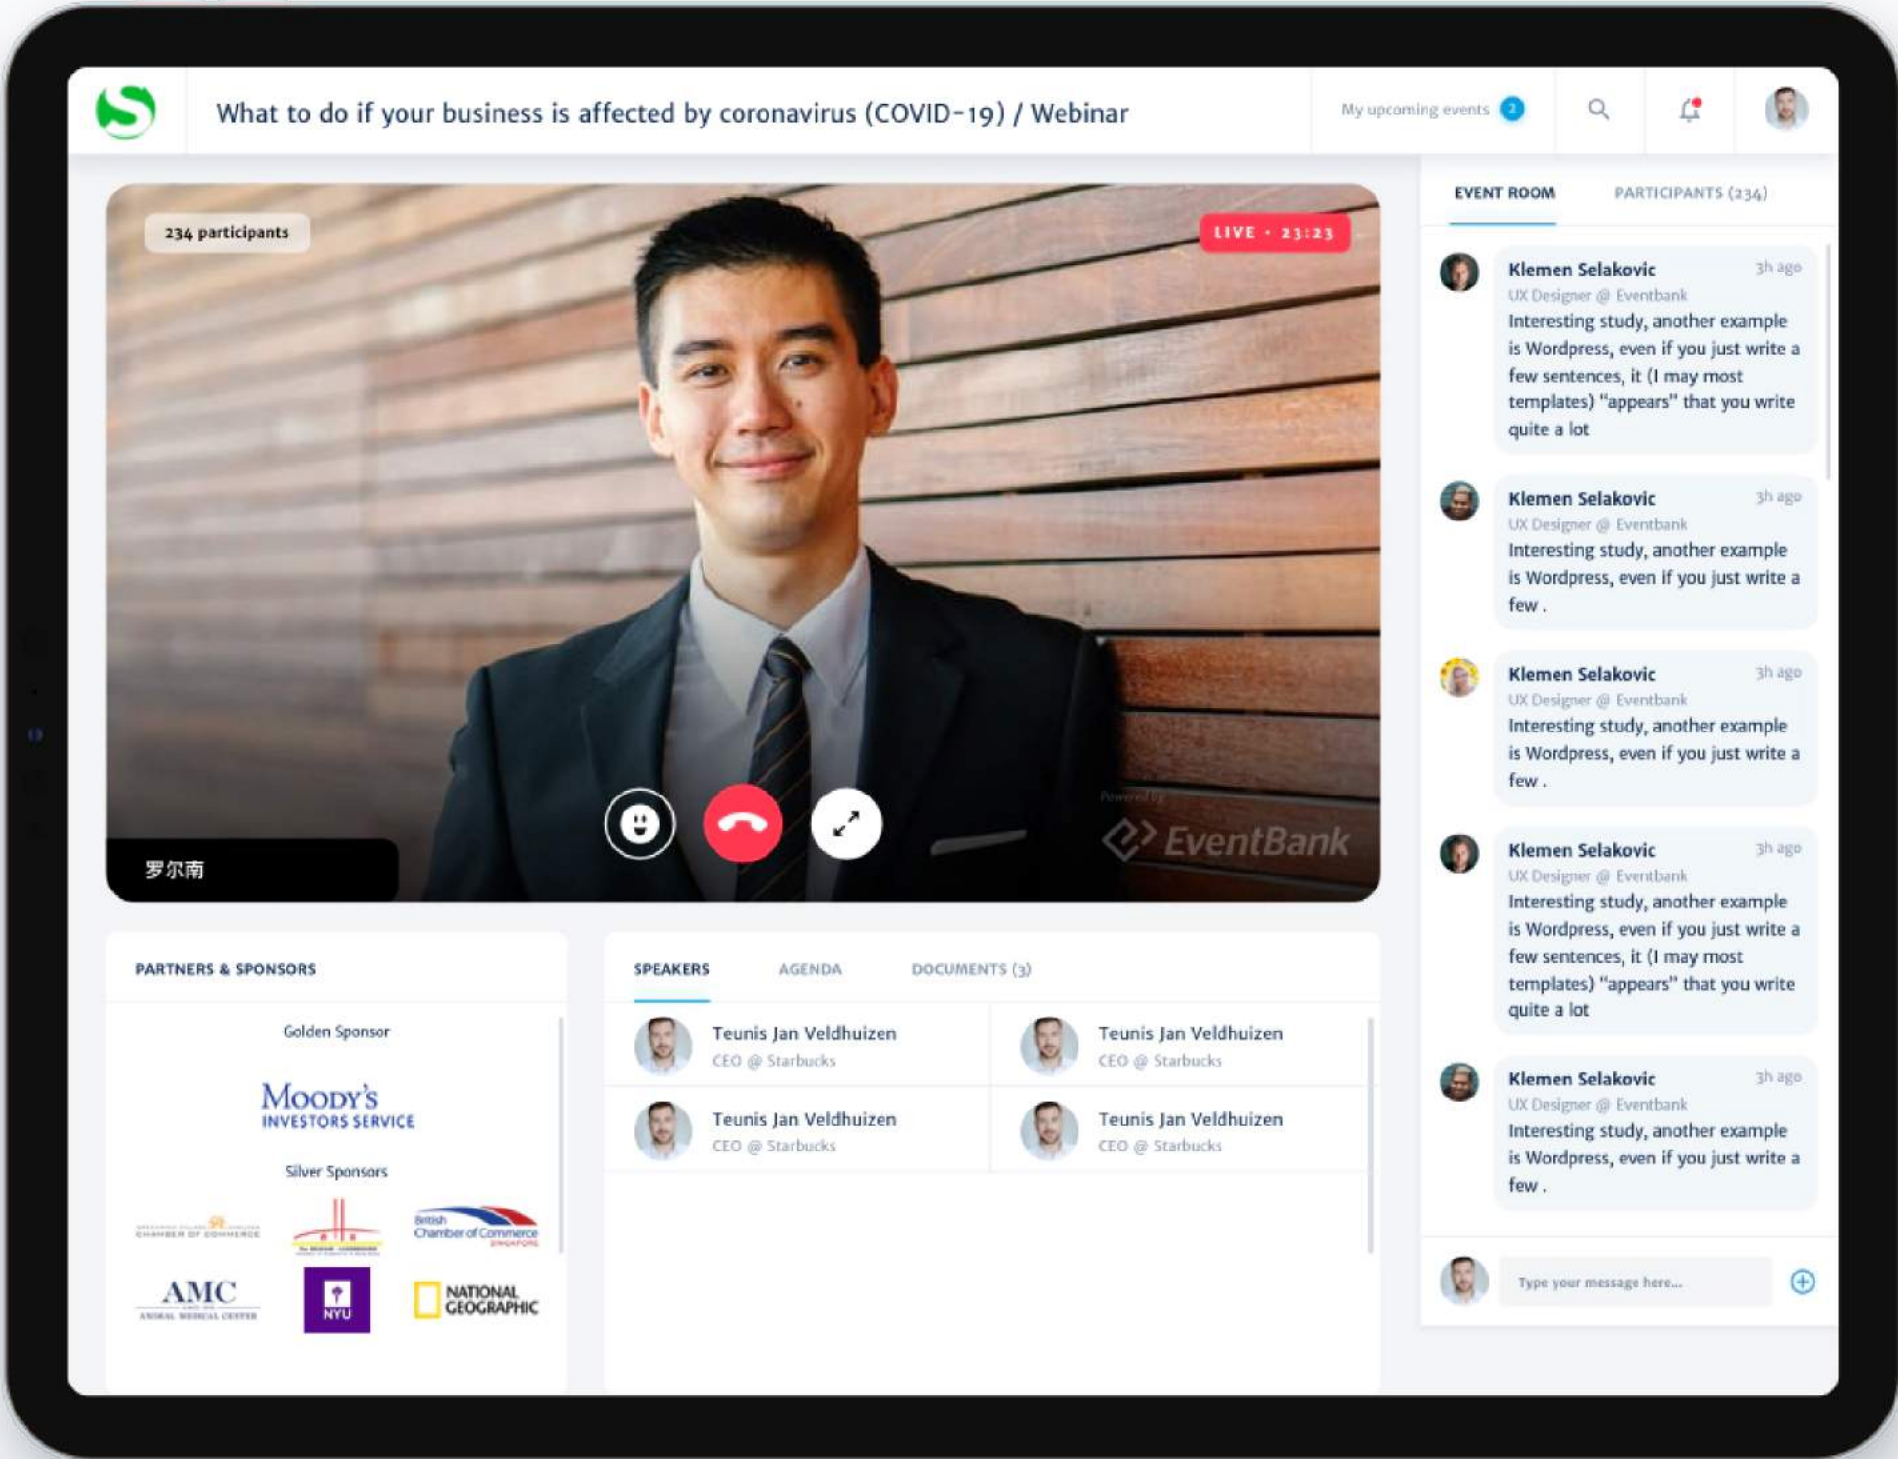 What to do if your business is affected by coronavirus (COVID-19) / Webinar
My upcoming events 2
234 participants
LIVE • 23:23
Powered by
EventBank
罗尔南
EVENT ROOM
PARTICIPANTS (234)
Klemen Selakovic 3h ago
UX Designer @ Eventbank
Interesting study, another example
is Wordpress, even if you just write a
few sentences, it (I may most
templates) “appears” that you write
quite a lot
Klemen Selakovic 3h ago
UX Designer @ Eventbank
Interesting study, another example
is Wordpress, even if you just write a
few .
Klemen Selakovic 3h ago
UX Designer @ Eventbank
Interesting study, another example
is Wordpress, even if you just write a
few .
Klemen Selakovic 3h ago
UX Designer @ Eventbank
Interesting study, another example
is Wordpress, even if you just write a
few sentences, it (I may most
templates) “appears” that you write
quite a lot
Klemen Selakovic 3h ago
UX Designer @ Eventbank
Interesting study, another example
is Wordpress, even if you just write a
few .
Type your message here...
PARTNERS & SPONSORS
Golden Sponsor
MOODY'S
INVESTORS SERVICE
Silver Sponsors
CHAMBER OF COMMERCE
British
Chamber of Commerce
SINGAPORE
AMC
ANIMAL MEDICAL CENTER
NYU
NATIONAL
GEOGRAPHIC
SPEAKERS
AGENDA
DOCUMENTS (3)
Teunis Jan Veldhuizen
CEO @ Starbucks
Teunis Jan Veldhuizen
CEO @ Starbucks
Teunis Jan Veldhuizen
CEO @ Starbucks
Teunis Jan Veldhuizen
CEO @ Starbucks